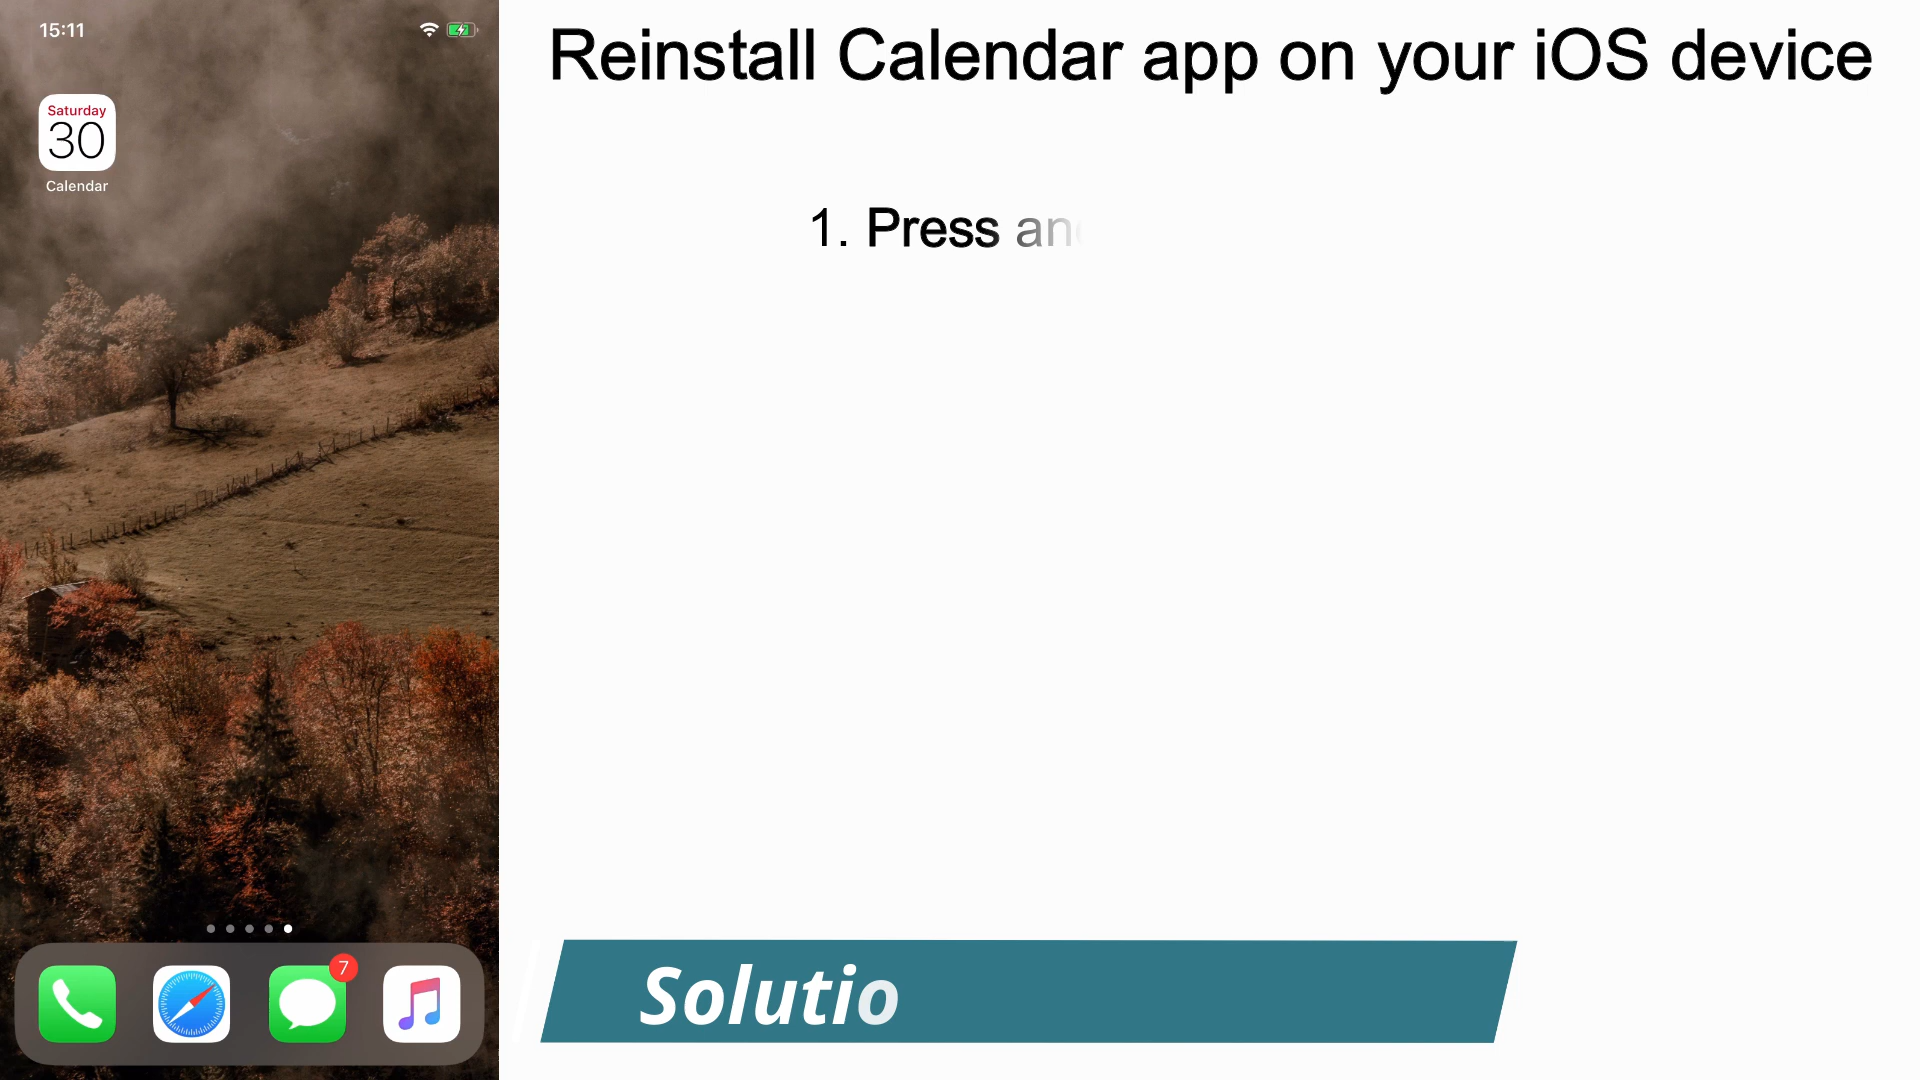 15:11
Reinstall Calendar app on your iOS device
Saturday
30
Calendar
1. Press an
7
Solutio